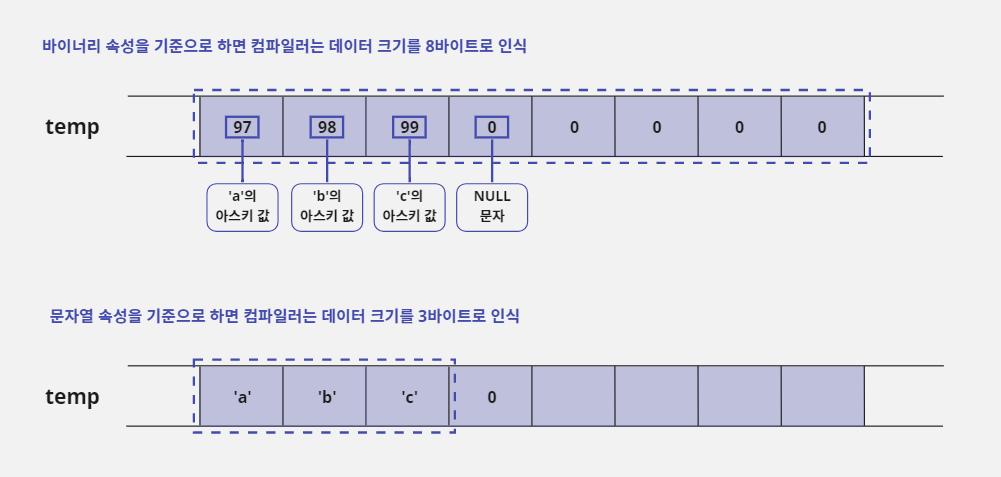 바이너리 속성을 기준으로 하면 컴파일러는 데이터 크기를 8바이트로 인식
temp 97 98 99 0 0 0 0 0
'a'의 'b'의 'c'의 NULL
아스키 값 아스키 값 아스키 값 문자
문자열 속성을 기준으로 하면 컴파일러는 데이터 크기를 3바이트로 인식
temp 'a' 'b' 'c' 0